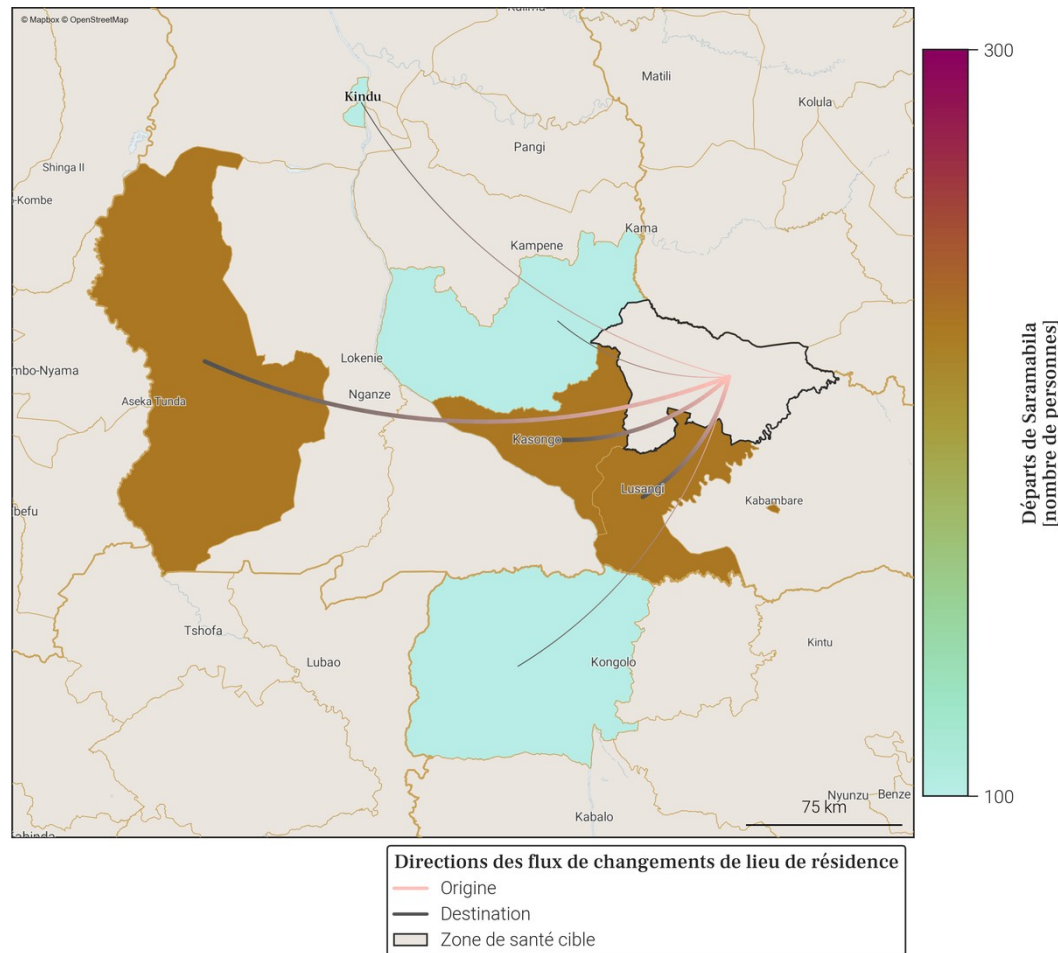 © Mapbox © OpenStreetMap
Kalima
Matili
Kindu
Kolula
Pangi
Shinga II
-Kombe
Kama
Kampene
Lokenie
mbo-Nyama
Nganze
Aseka Tunda
Kasongo
Lusangi
Kabambare
befu
Tshofa
Kintu
Lubao
Kongolo
Nyunzu
Benze
75 km
Kabalo
300
100
Départs de Saramabila
[nombre de personnes]
Directions des flux de changements de lieu de résidence
Origine
Destination
Zone de santé cible